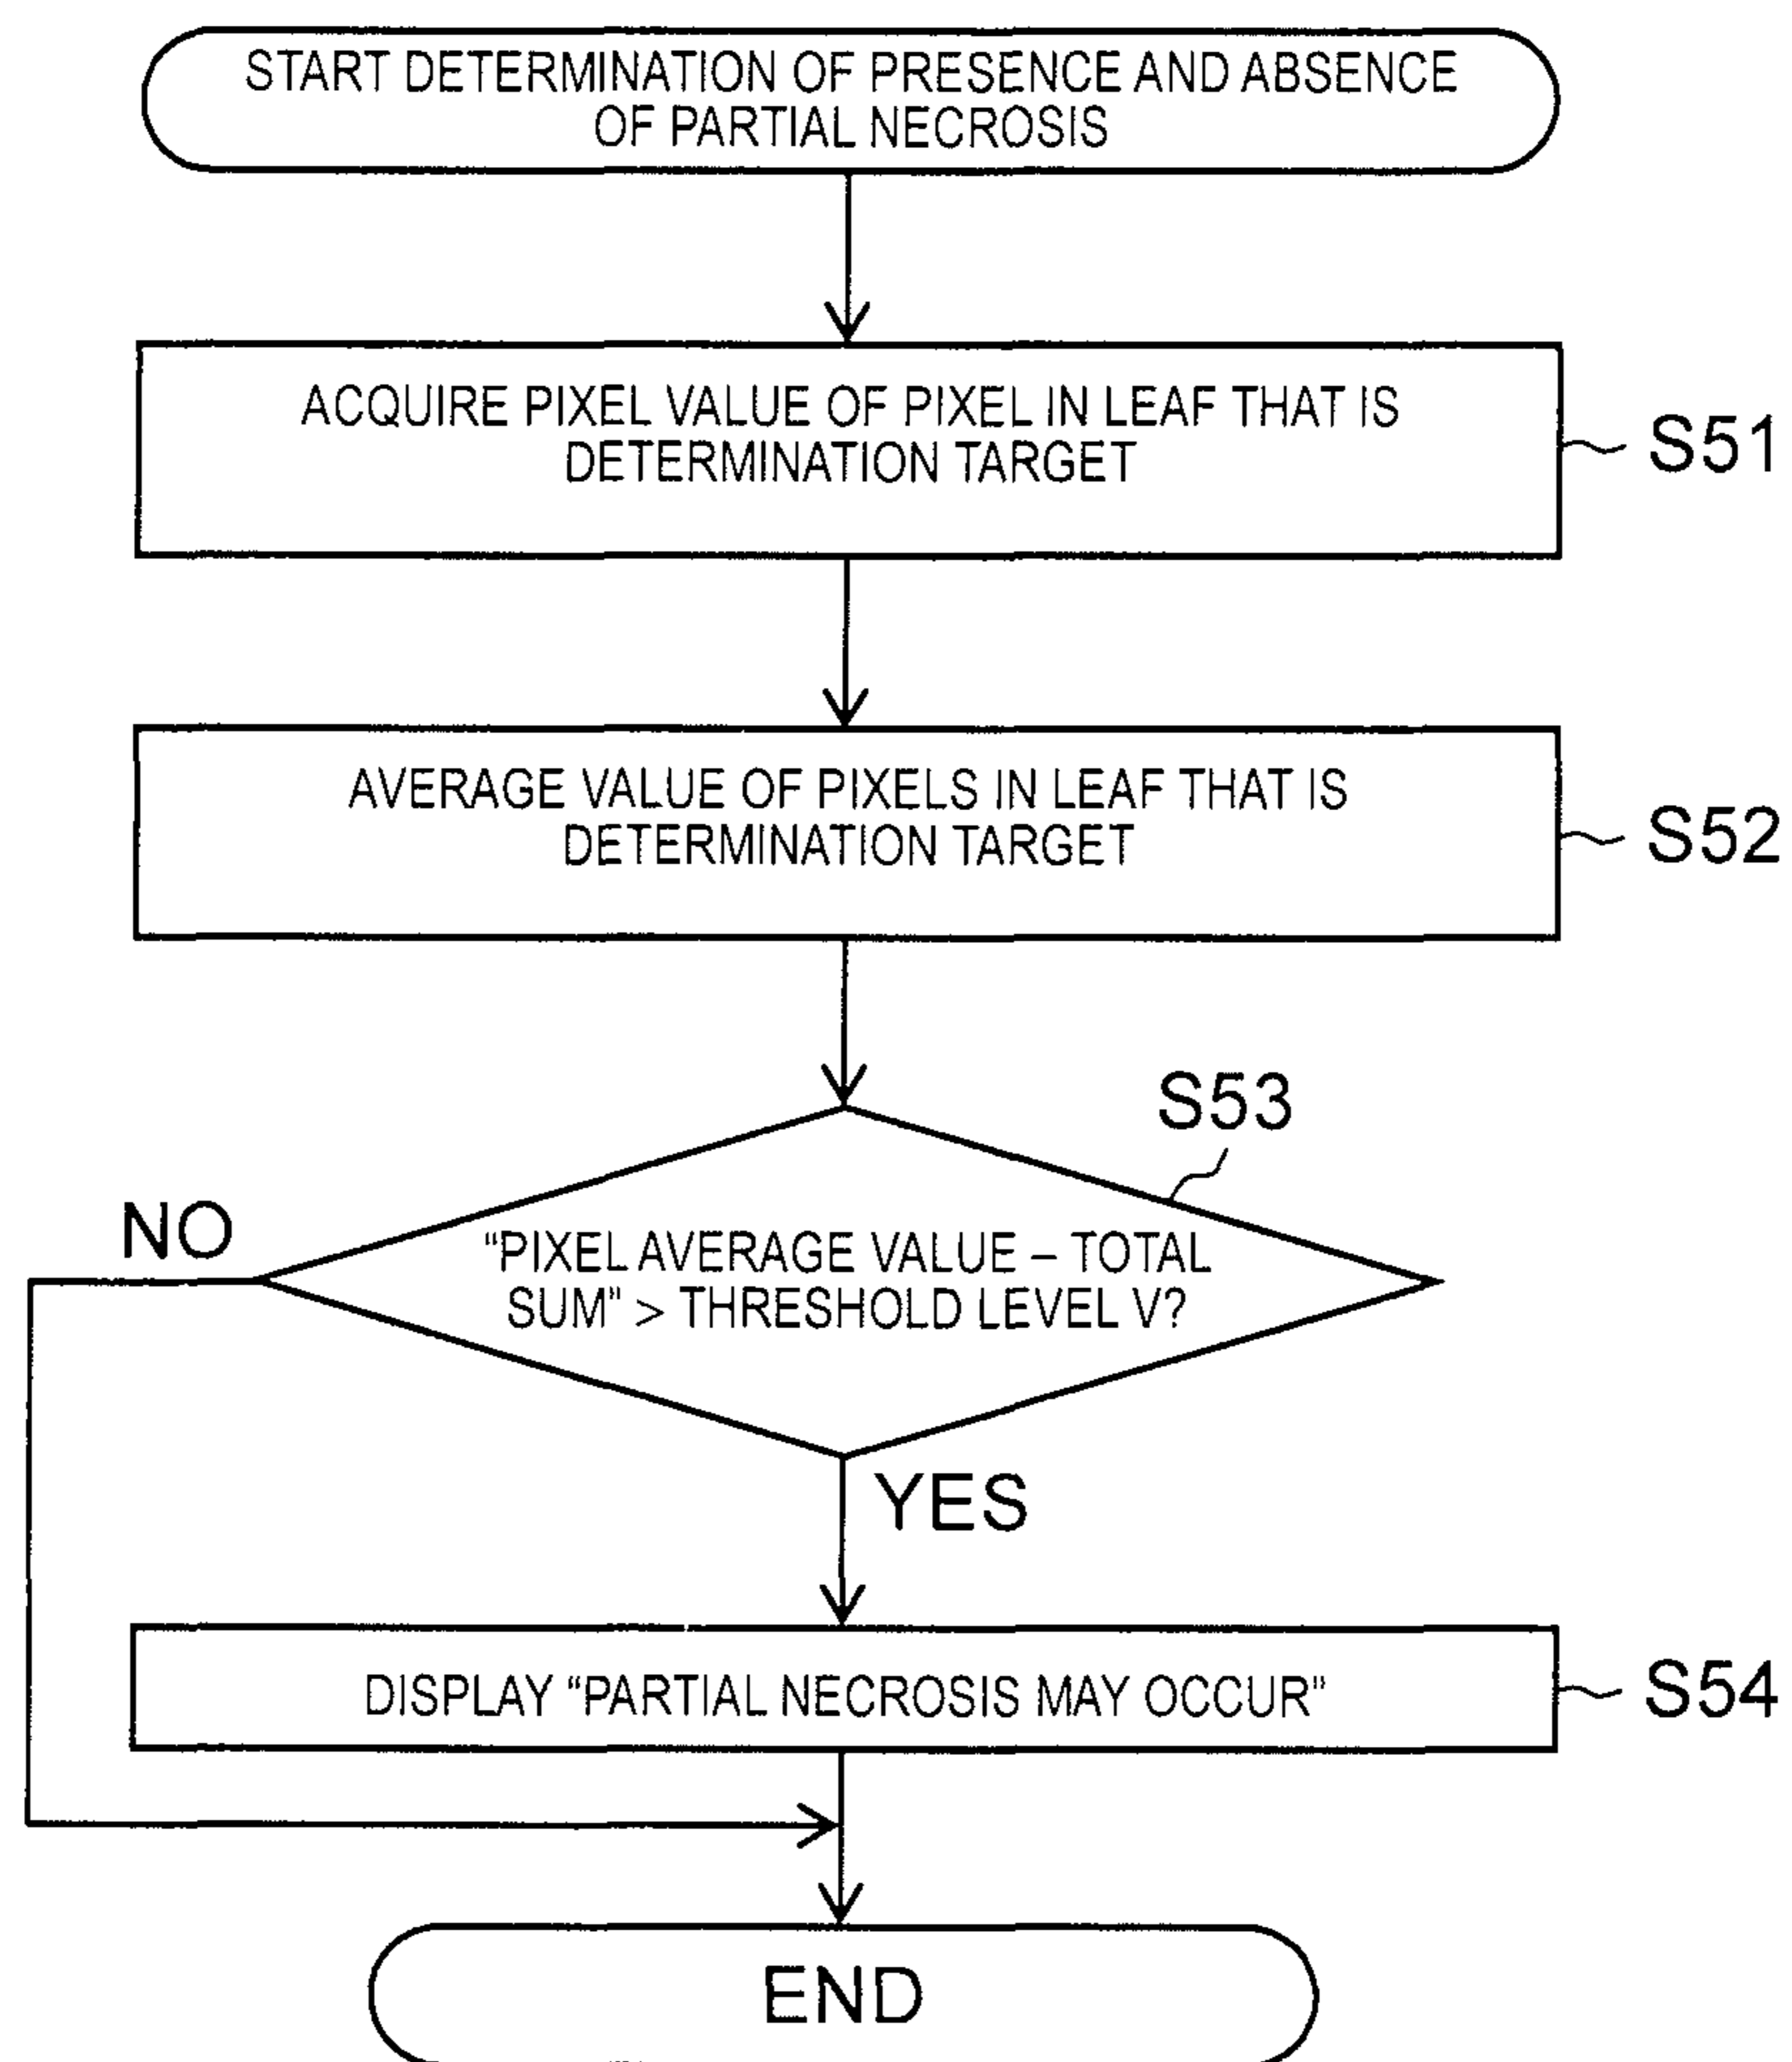 START DETERMINATION OF PRESENCE AND ABSENCE
OF PARTIAL NECROSIS
ACQUIRE PIXEL VALUE OF PIXEL IN LEAF THAT IS
DETERMINATION TARGET
S51
AVERAGE VALUE OF PIXELS IN LEAF THAT IS
DETERMINATION TARGET
S52
S53
NO
“PIXEL AVERAGE VALUE – TOTAL
SUM” > THRESHOLD LEVEL V?
YES
DISPLAY “PARTIAL NECROSIS MAY OCCUR”
S54
END